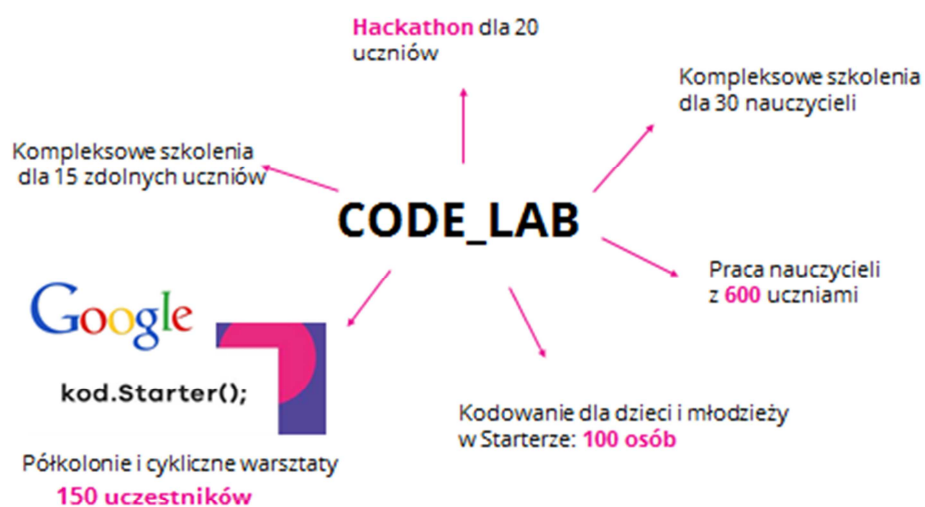 Hackathon dla 20
uczniów
Kompleksowe szkolenia
dla 30 nauczycieli
Kompleksowe szkolenia
dla 15 zdolnych uczniów
CODE_LAB
Praca nauczycieli
z 600 uczniami
Google
kod.Starter();
Kodowanie dla dzieci i młodzieży
w Starterze: 100 osób
Półkolonie i cykliczne warsztaty
150 uczestników